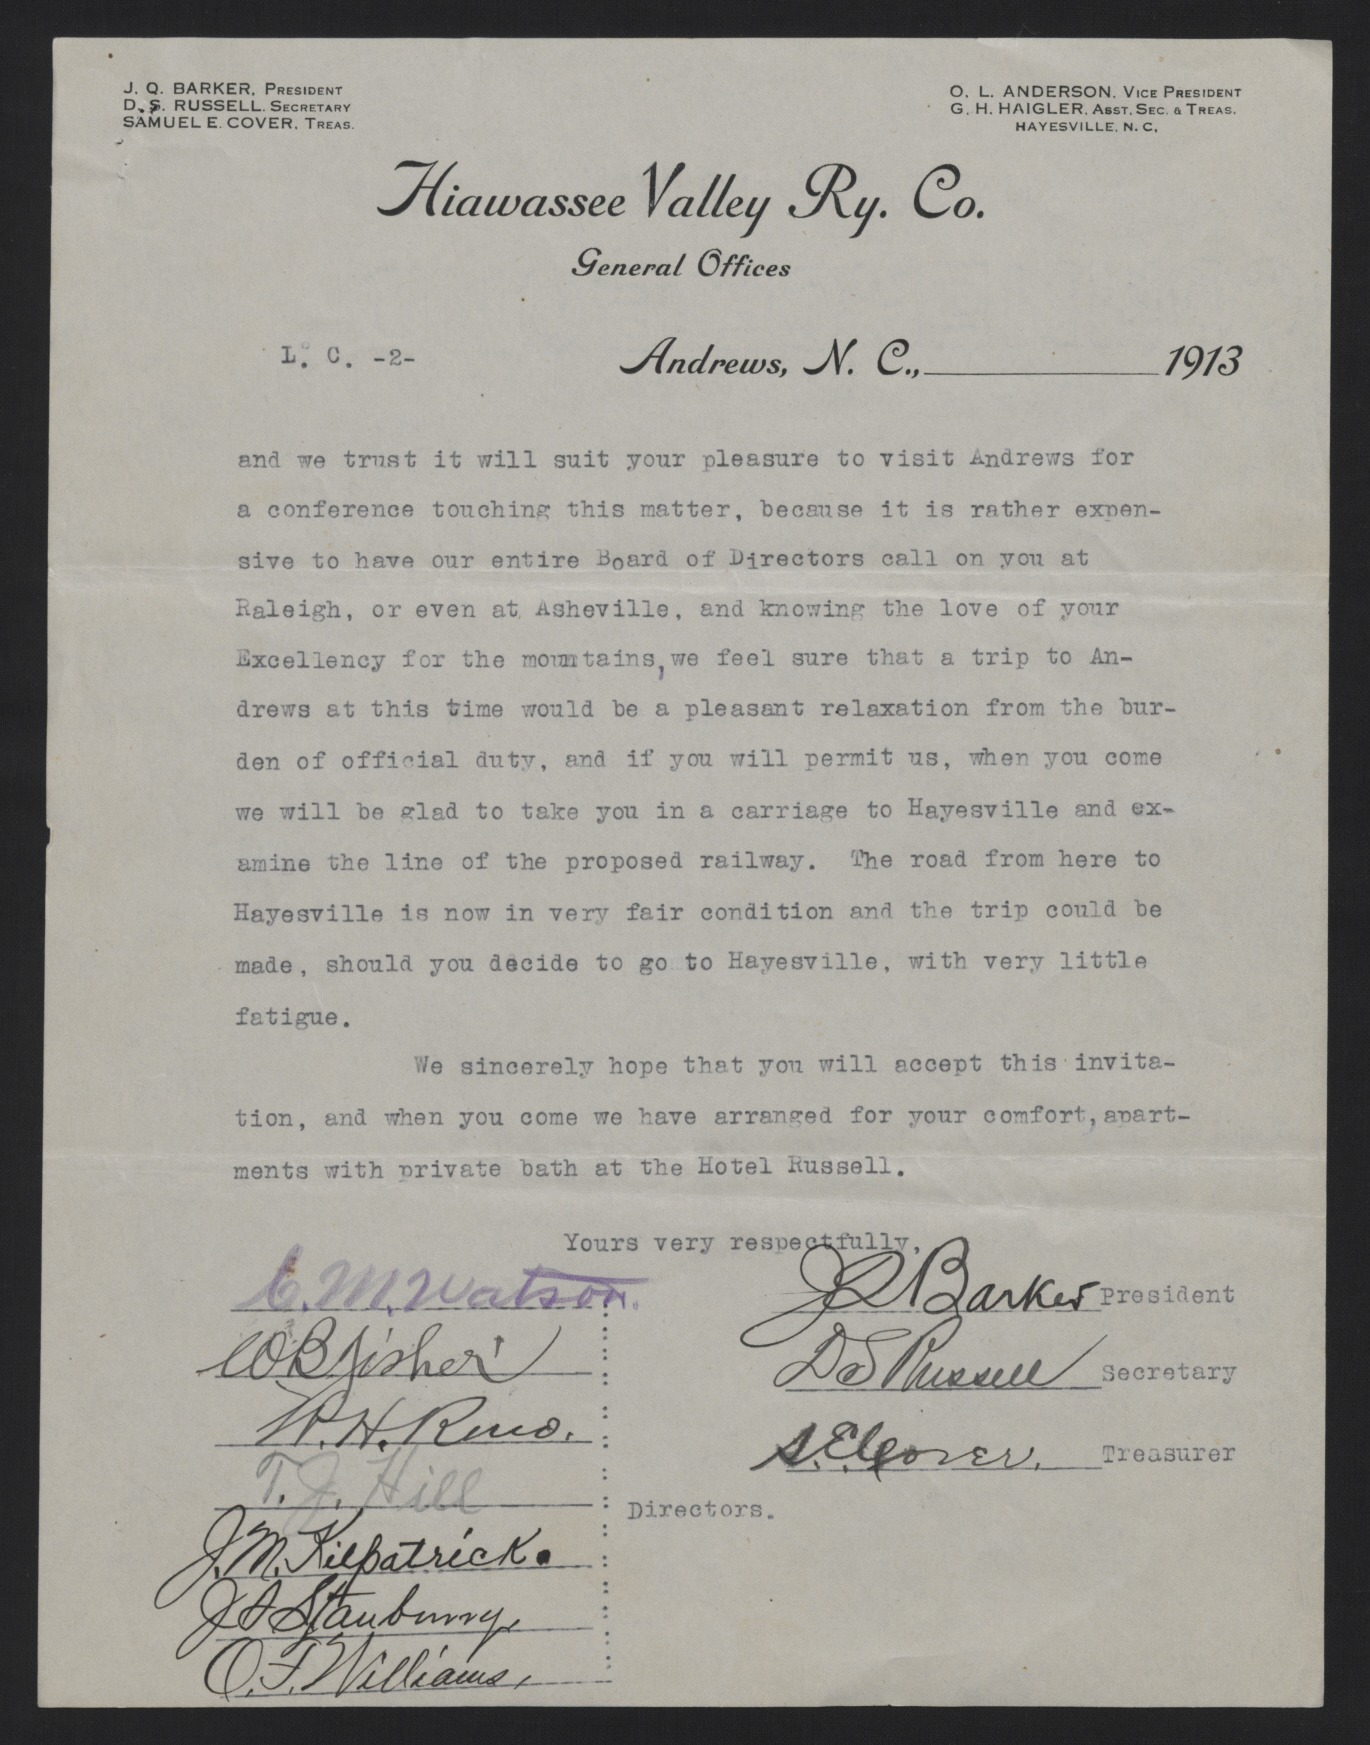 J. Q. BARKER, PRESIDENT
D. S. RUSSELL, SECRETARY
SAMUEL E. COVER, TREAS.
O. L. ANDERSON, VICE PRESIDENT
G. H. HAIGLER, ASST. SEC. & TREAS.
HAYESVILLE, N. C.
Hiawassee Valley Ry. Co.
General Offices
L. C. -2-
Andrews, N. C., 1913
and we trust it will suit your pleasure to visit Andrews for
a conference touching this matter, because it is rather expen-
sive to have our entire Board of Directors call on you at
Raleigh, or even at Asheville, and knowing the love of your
Excellency for the mountains, we feel sure that a trip to An-
drews at this time would be a pleasant relaxation from the bur-
den of official duty, and if you will permit us, when you come
we will be glad to take you in a carriage to Hayesville and ex-
amine the line of the proposed railway. The road from here to
Hayesville is now in very fair condition and the trip could be
made, should you decide to go to Hayesville, with very little
fatigue.
We sincerely hope that you will accept this invita-
tion, and when you come we have arranged for your comfort, apart-
ments with private bath at the Hotel Russell.
Yours very respectfully,
J Q Barker President
D S Russell Secretary
S. E. Cover. Treasurer
C. M. Watson.
W B Fisher
W. H. Reno.
T. J. Hill
J. M. Kilpatrick.
J A Stanburry,
O. F. Williams,
Directors.